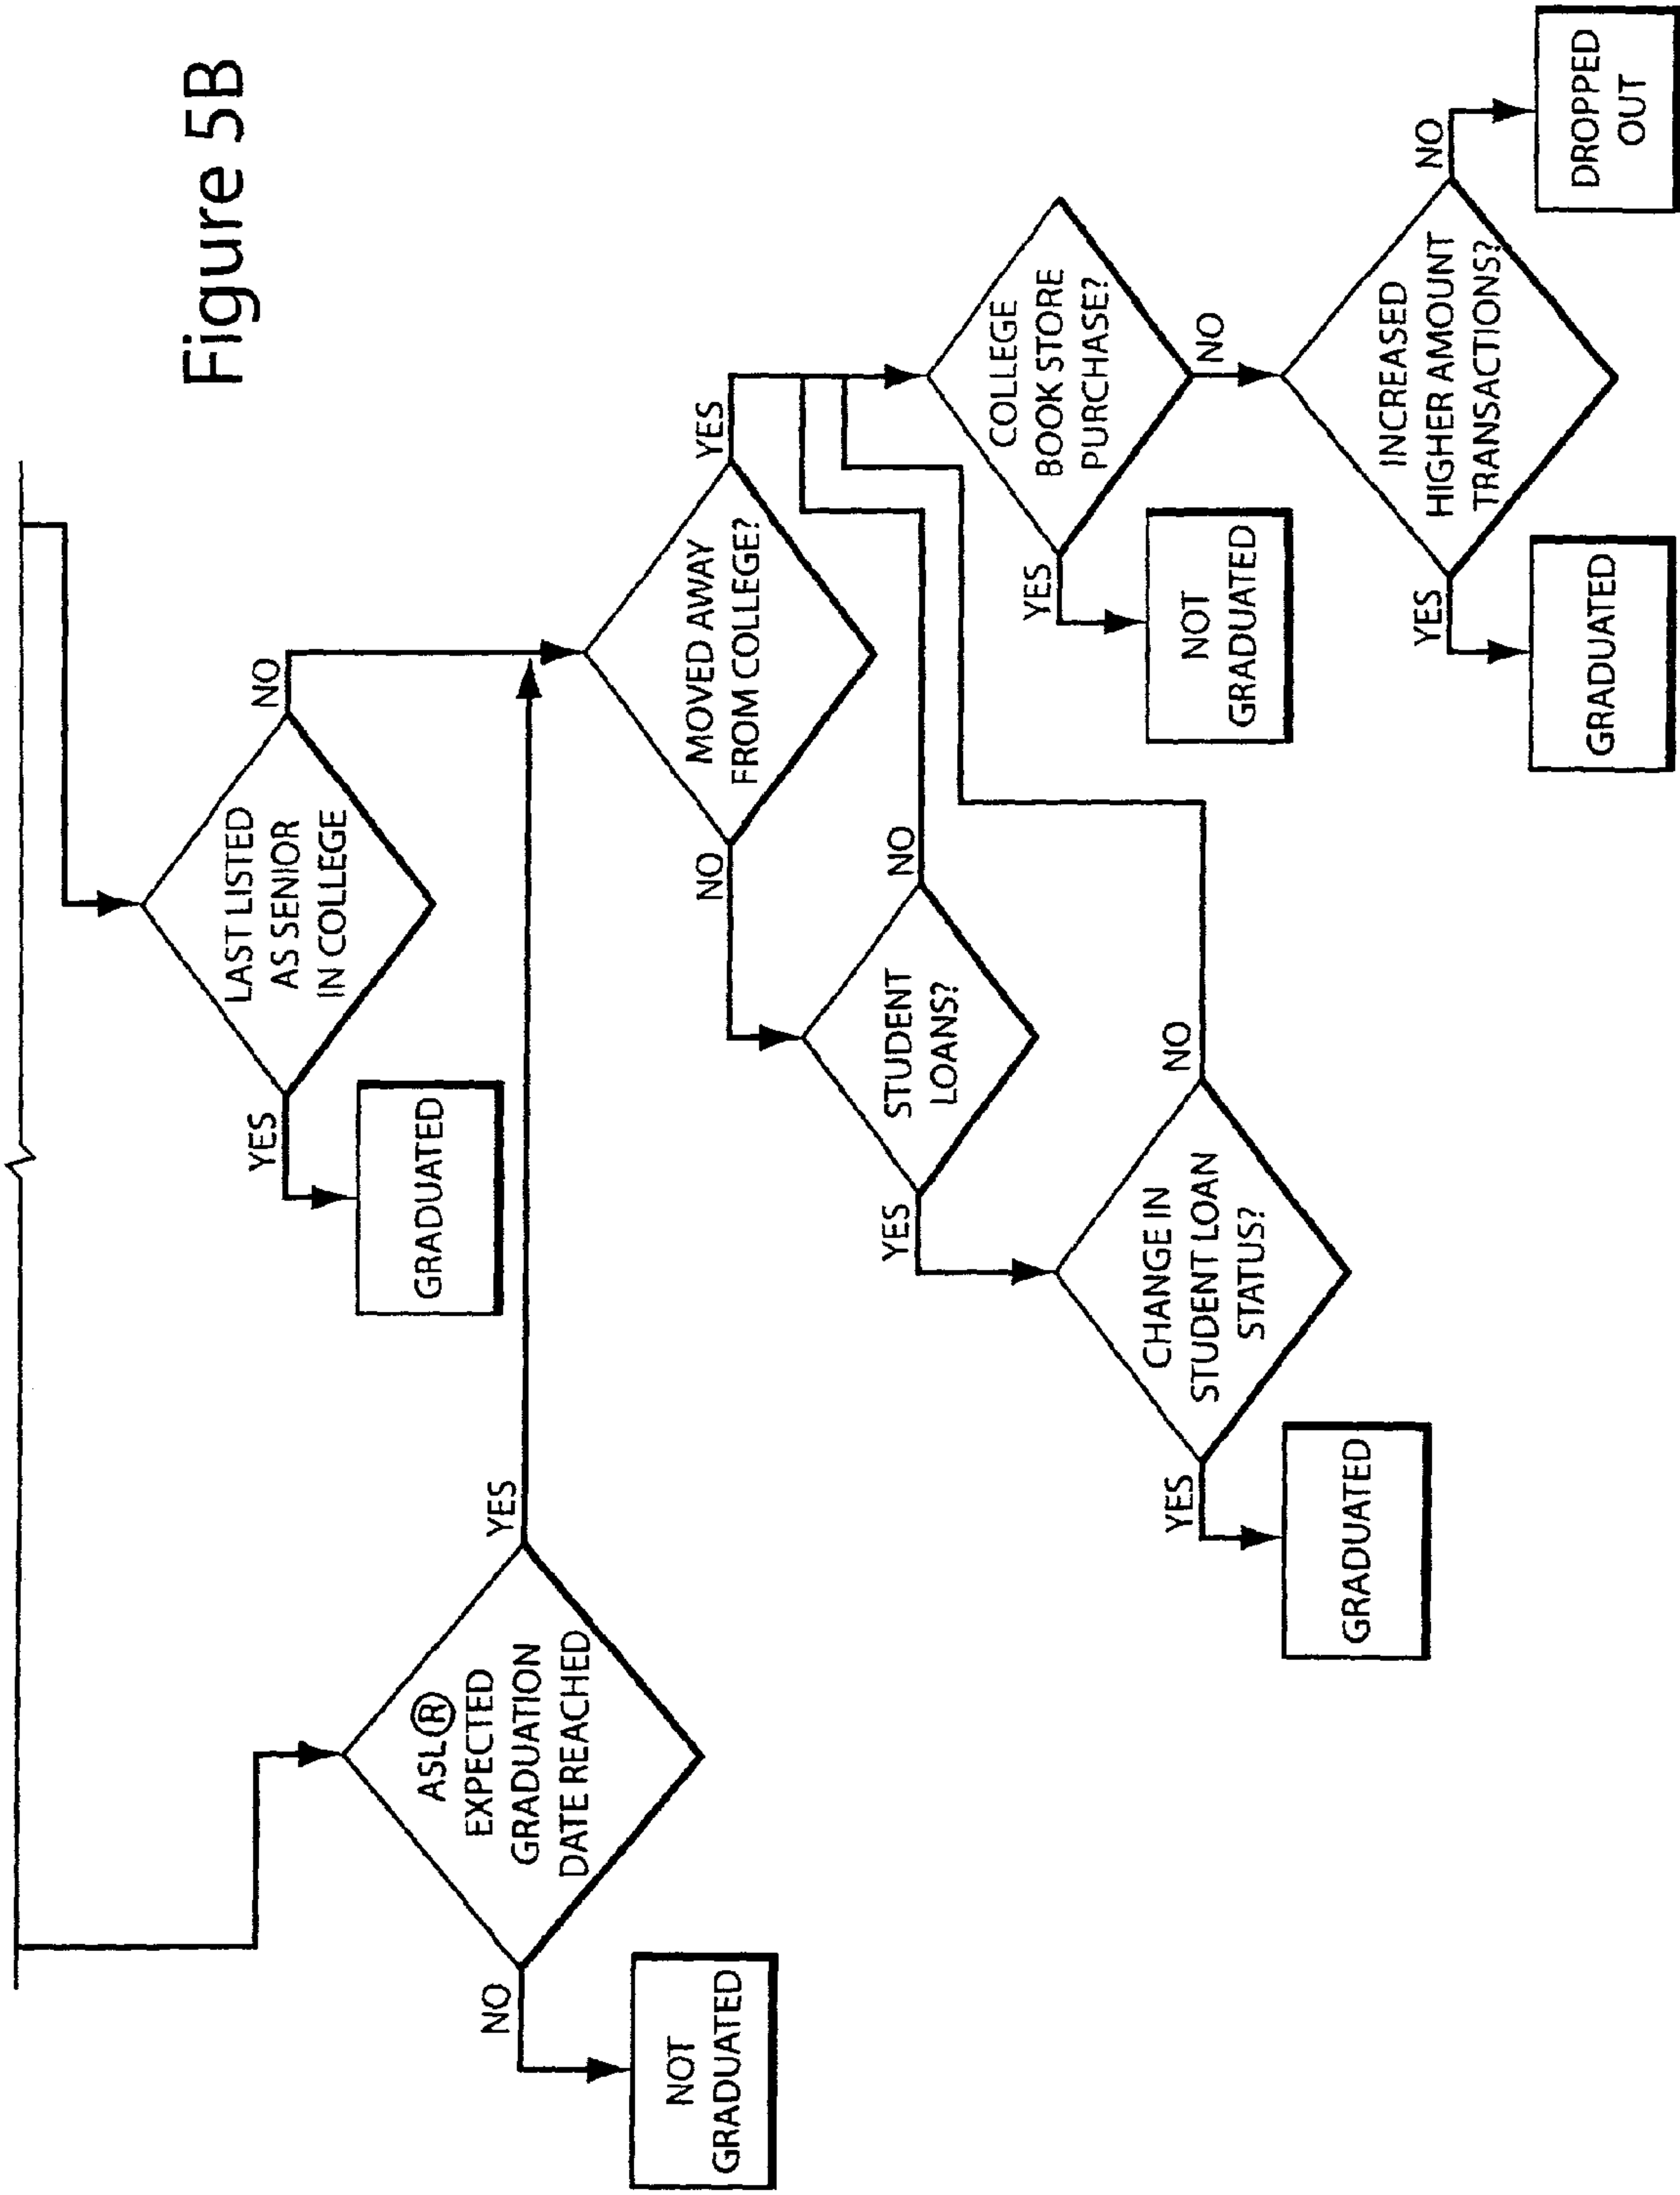 Figure 5B
LAST LISTED
AS SENIOR
IN COLLEGE
YES
NO
GRADUATED
ASL®
EXPECTED
GRADUATION
DATE REACHED
NO
YES
NOT
GRADUATED
MOVED AWAY
FROM COLLEGE?
NO
YES
STUDENT
LOANS?
YES
NO
CHANGE IN
STUDENT LOAN
STATUS?
YES
NO
GRADUATED
COLLEGE
BOOK STORE
PURCHASE?
YES
NO
NOT
GRADUATED
INCREASED
HIGHER AMOUNT
TRANSACTIONS?
YES
NO
GRADUATED
DROPPED
OUT